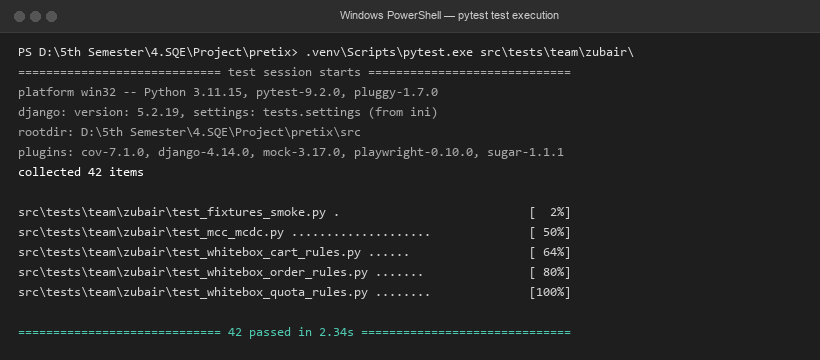 Windows PowerShell — pytest test execution
PS D:\5th Semester\4.SQE\Project\pretix> .venv\Scripts\pytest.exe src\tests\team\zubair\
============================= test session starts =============================
platform win32 -- Python 3.11.15, pytest-9.2.0, pluggy-1.7.0
django: version: 5.2.19, settings: tests.settings (from ini)
rootdir: D:\5th Semester\4.SQE\Project\pretix\src
plugins: cov-7.1.0, django-4.14.0, mock-3.17.0, playwright-0.10.0, sugar-1.1.1
collected 42 items
src\tests\team\zubair\test_fixtures_smoke.py . [  2%]
src\tests\team\zubair\test_mcc_mcdc.py .................... [ 50%]
src\tests\team\zubair\test_whitebox_cart_rules.py ...... [ 64%]
src\tests\team\zubair\test_whitebox_order_rules.py ....... [ 80%]
src\tests\team\zubair\test_whitebox_quota_rules.py ........ [100%]
============================= 42 passed in 2.34s ==============================